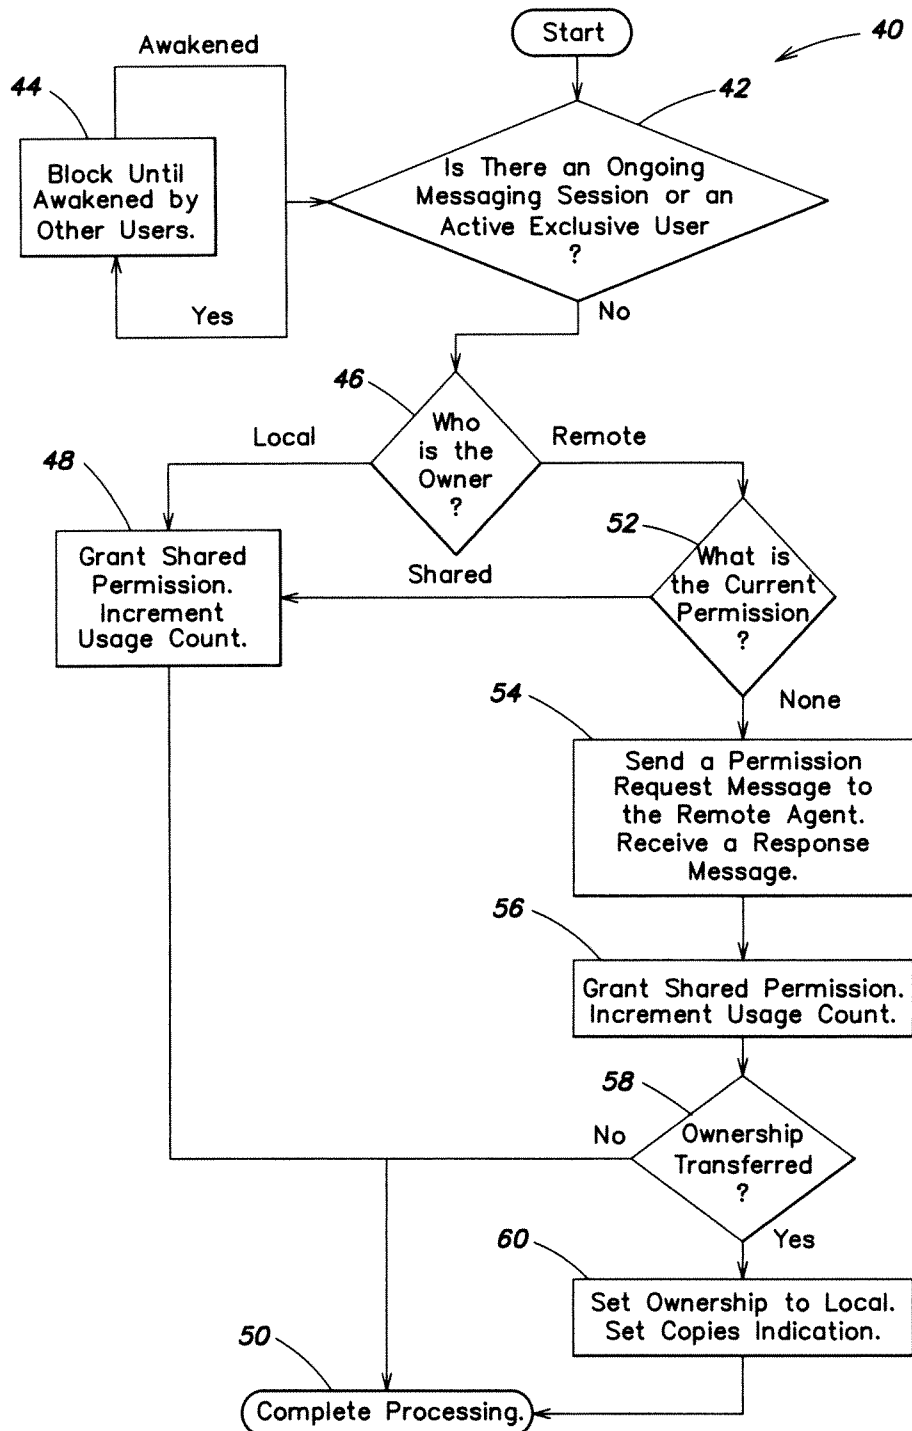 Start
40
Awakened
44
42
Block Until
Awakened by
Other Users.
Is There an Ongoing
Messaging Session or an
Active Exclusive User
?
Yes
No
46
Who
is the
Owner
?
Local
Remote
48
52
Grant Shared
Permission.
Increment
Usage Count.
Shared
What is
the Current
Permission
?
None
54
Send a Permission
Request Message to
the Remote Agent.
Receive a Response
Message.
56
Grant Shared Permission.
Increment Usage Count.
58
No
Ownership
Transferred
?
Yes
60
Set Ownership to Local.
Set Copies Indication.
50
Complete Processing.